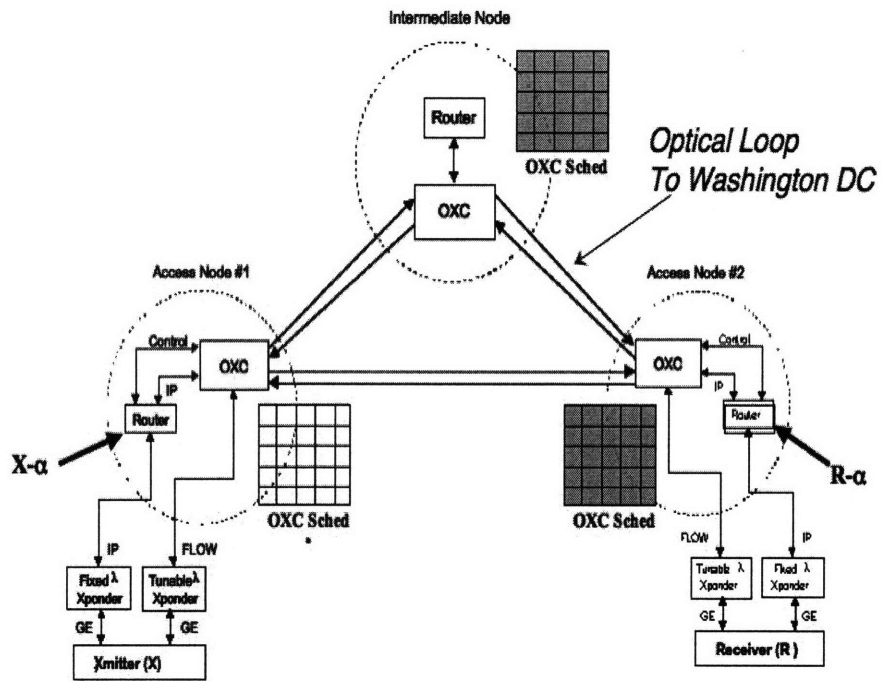 Intermediate Node
Router
OXC Sched
OXC
Optical Loop
To Washington DC
Access Node #1
Access Node #2
Control
OXC
IP
Router
X-α
OXC Sched
OXC
Control
IP
Router
R-α
OXC Sched
IP
FLOW
Fixed λ
Xponder
Tunable λ
Xponder
GE
GE
Xmitter (X)
FLOW
IP
Tunable λ
Xponder
Fixed λ
Xponder
GE
GE
Receiver (R )